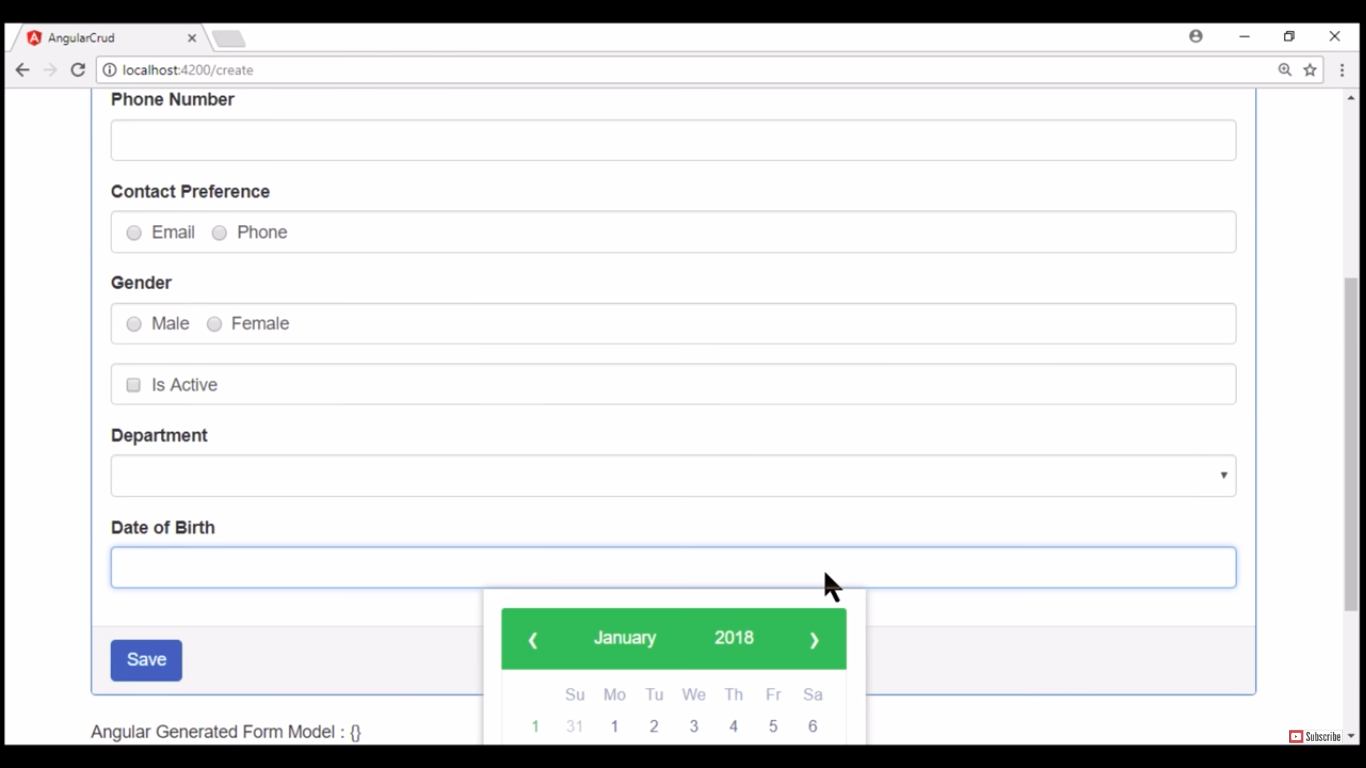 AngularCrud
localhost:4200/create
Phone Number
Contact Preference
Email Phone
Gender
Male Female
Is Active
Department
Date of Birth
January 2018
Save
Su Mo Tu We Th Fr Sa
1 31 1 2 3 4 5 6
Angular Generated Form Model : {}
Subscribe